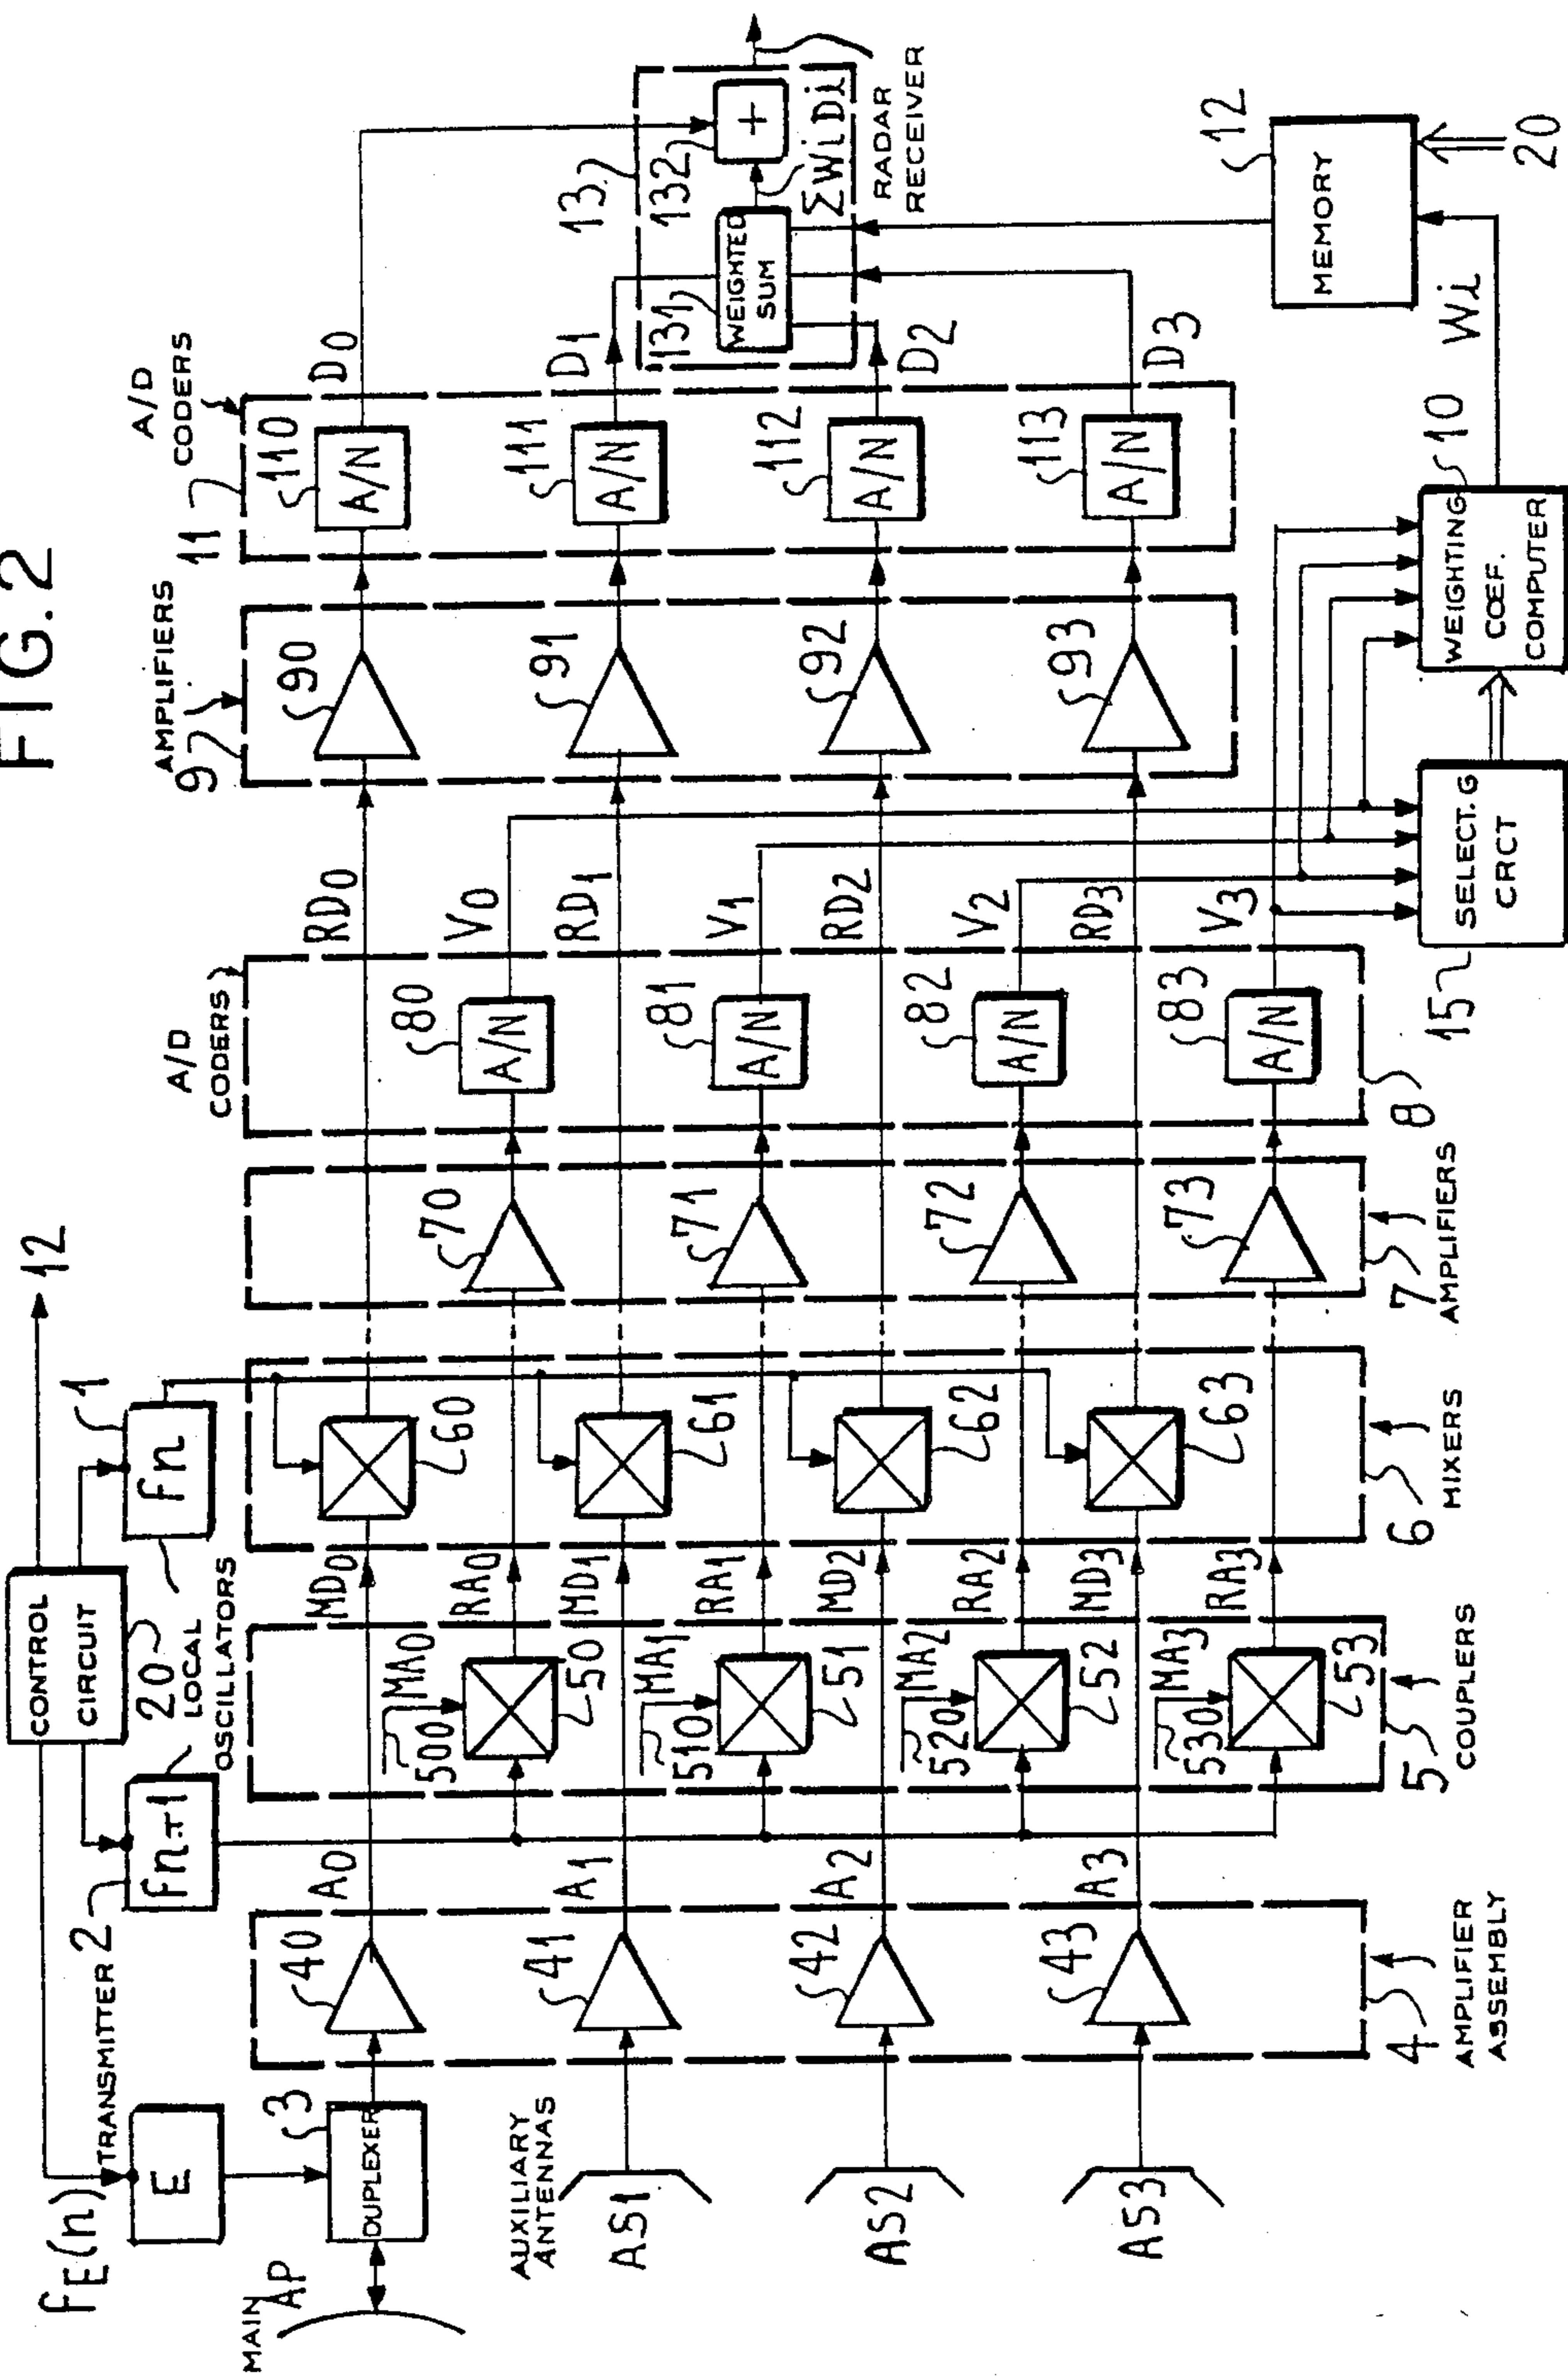 FIG.2
CONTROL
CIRCUIT
12
fE(n)
TRANSMITTER
E
2
Fn+1
20
LOCAL
OSCILLATORS
fn
1
MAIN
AP
DUPLEXER
3
AUXILIARY
ANTENNAS
AS1
AS2
AS3
40
41
42
43
A0
A1
A2
A3
4
AMPLIFIER
ASSEMBLY
500
MA0
50
510
MA1
51
520
MA2
52
530
MA3
53
5
COUPLERS
MD0
RA0
MD1
RA1
MD2
RA2
MD3
RA3
60
61
62
63
6
MIXERS
70
71
72
73
7
AMPLIFIERS
A/D
CODERS
80
A/N
81
A/N
82
A/N
83
A/N
8
RD0
V0
RD1
V1
RD2
V2
RD3
V3
AMPLIFIERS
9
90
91
92
93
A/D
CODERS
11
110
A/N
111
A/N
112
A/N
113
A/N
D0
D1
D2
D3
13
131
WEIGHTED
SUM
132
+
ΣWiDi
RADAR
RECEIVER
15
SELECT.G
CRCT
WEIGHTING
COEF.
COMPUTER
10
Wi
MEMORY
12
20